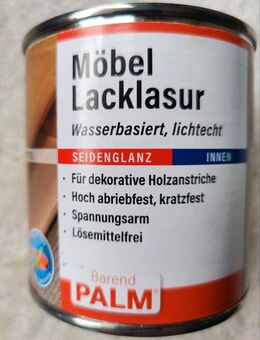 Möbel
Lacklasur
Wasserbasiert, lichtecht
SEIDENGLANZ INNEN
• Für dekorative Holzanstriche
• Hoch abriebfest, kratzfest
• Spannungsarm
• Lösemittelfrei
Barend
PALM®